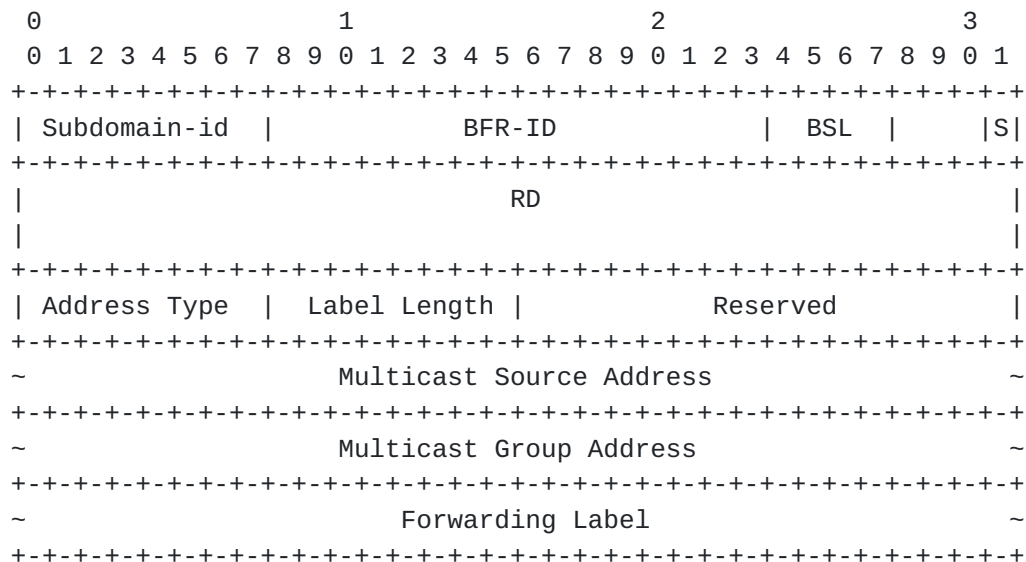 0                   1                   2                   3
 0 1 2 3 4 5 6 7 8 9 0 1 2 3 4 5 6 7 8 9 0 1 2 3 4 5 6 7 8 9 0 1
+-+-+-+-+-+-+-+-+-+-+-+-+-+-+-+-+-+-+-+-+-+-+-+-+-+-+-+-+-+-+-+-+
| Subdomain-id  |            BFR-ID             |  BSL  |     |S|
+-+-+-+-+-+-+-+-+-+-+-+-+-+-+-+-+-+-+-+-+-+-+-+-+-+-+-+-+-+-+-+-+
|                               RD                              |
|                                                               |
+-+-+-+-+-+-+-+-+-+-+-+-+-+-+-+-+-+-+-+-+-+-+-+-+-+-+-+-+-+-+-+-+
| Address Type  |  Label Length |            Reserved           |
+-+-+-+-+-+-+-+-+-+-+-+-+-+-+-+-+-+-+-+-+-+-+-+-+-+-+-+-+-+-+-+-+
~                    Multicast Source Address                   ~
+-+-+-+-+-+-+-+-+-+-+-+-+-+-+-+-+-+-+-+-+-+-+-+-+-+-+-+-+-+-+-+-+
~                    Multicast Group Address                    ~
+-+-+-+-+-+-+-+-+-+-+-+-+-+-+-+-+-+-+-+-+-+-+-+-+-+-+-+-+-+-+-+-+
~                        Forwarding Label                       ~
+-+-+-+-+-+-+-+-+-+-+-+-+-+-+-+-+-+-+-+-+-+-+-+-+-+-+-+-+-+-+-+-+